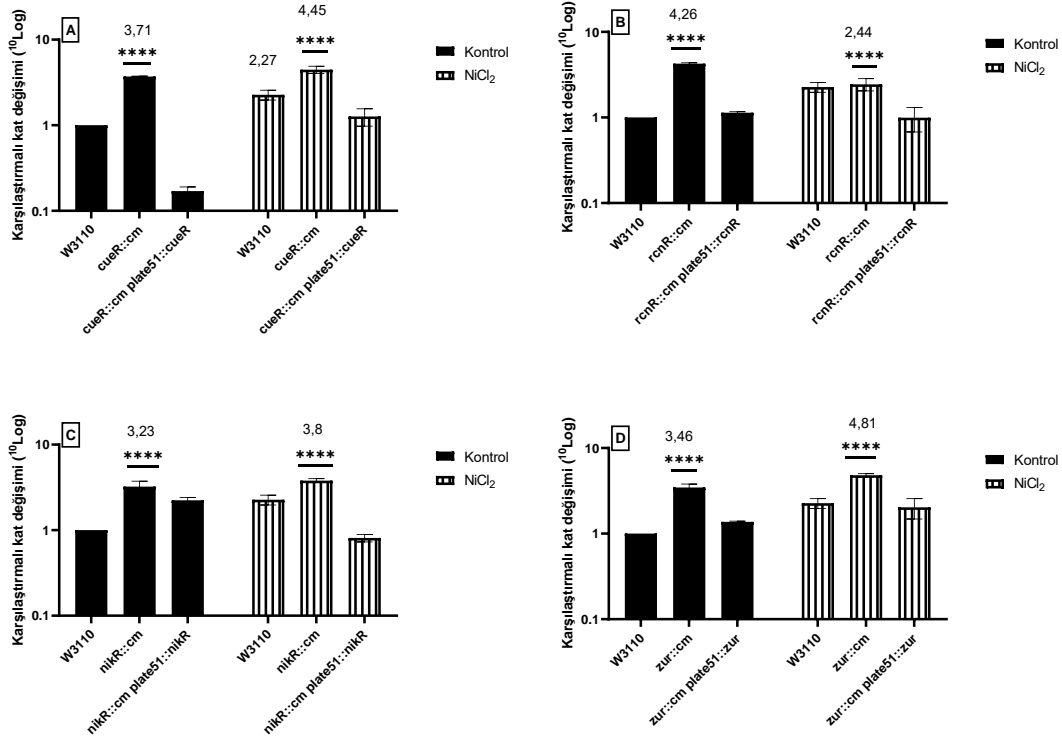 A
3,71
****
2,27
4,45
****
Kontrol
NiCl₂
Karşılaştırmalı kat değişimi (¹⁰Log)
10
1
0.1
W3110
cueR::cm
cueR::cm plate51::cueR
W3110
cueR::cm
cueR::cm plate51::cueR
B
4,26
****
2,44
****
Kontrol
NiCl₂
Karşılaştırmalı kat değişimi (¹⁰Log)
10
1
0.1
W3110
rcnR::cm
rcnR::cm plate51::rcnR
W3110
rcnR::cm
rcnR::cm plate51::rcnR
C
3,23
****
3,8
****
Kontrol
NiCl₂
Karşılaştırmalı kat değişimi (¹⁰Log)
10
1
0.1
W3110
nikR::cm
nikR::cm plate51::nikR
W3110
nikR::cm
nikR::cm plate51::nikR
D
3,46
****
4,81
****
Kontrol
NiCl₂
Karşılaştırmalı kat değişimi (¹⁰Log)
10
1
0.1
W3110
zur::cm
zur::cm plate51::zur
W3110
zur::cm
zur::cm plate51::zur